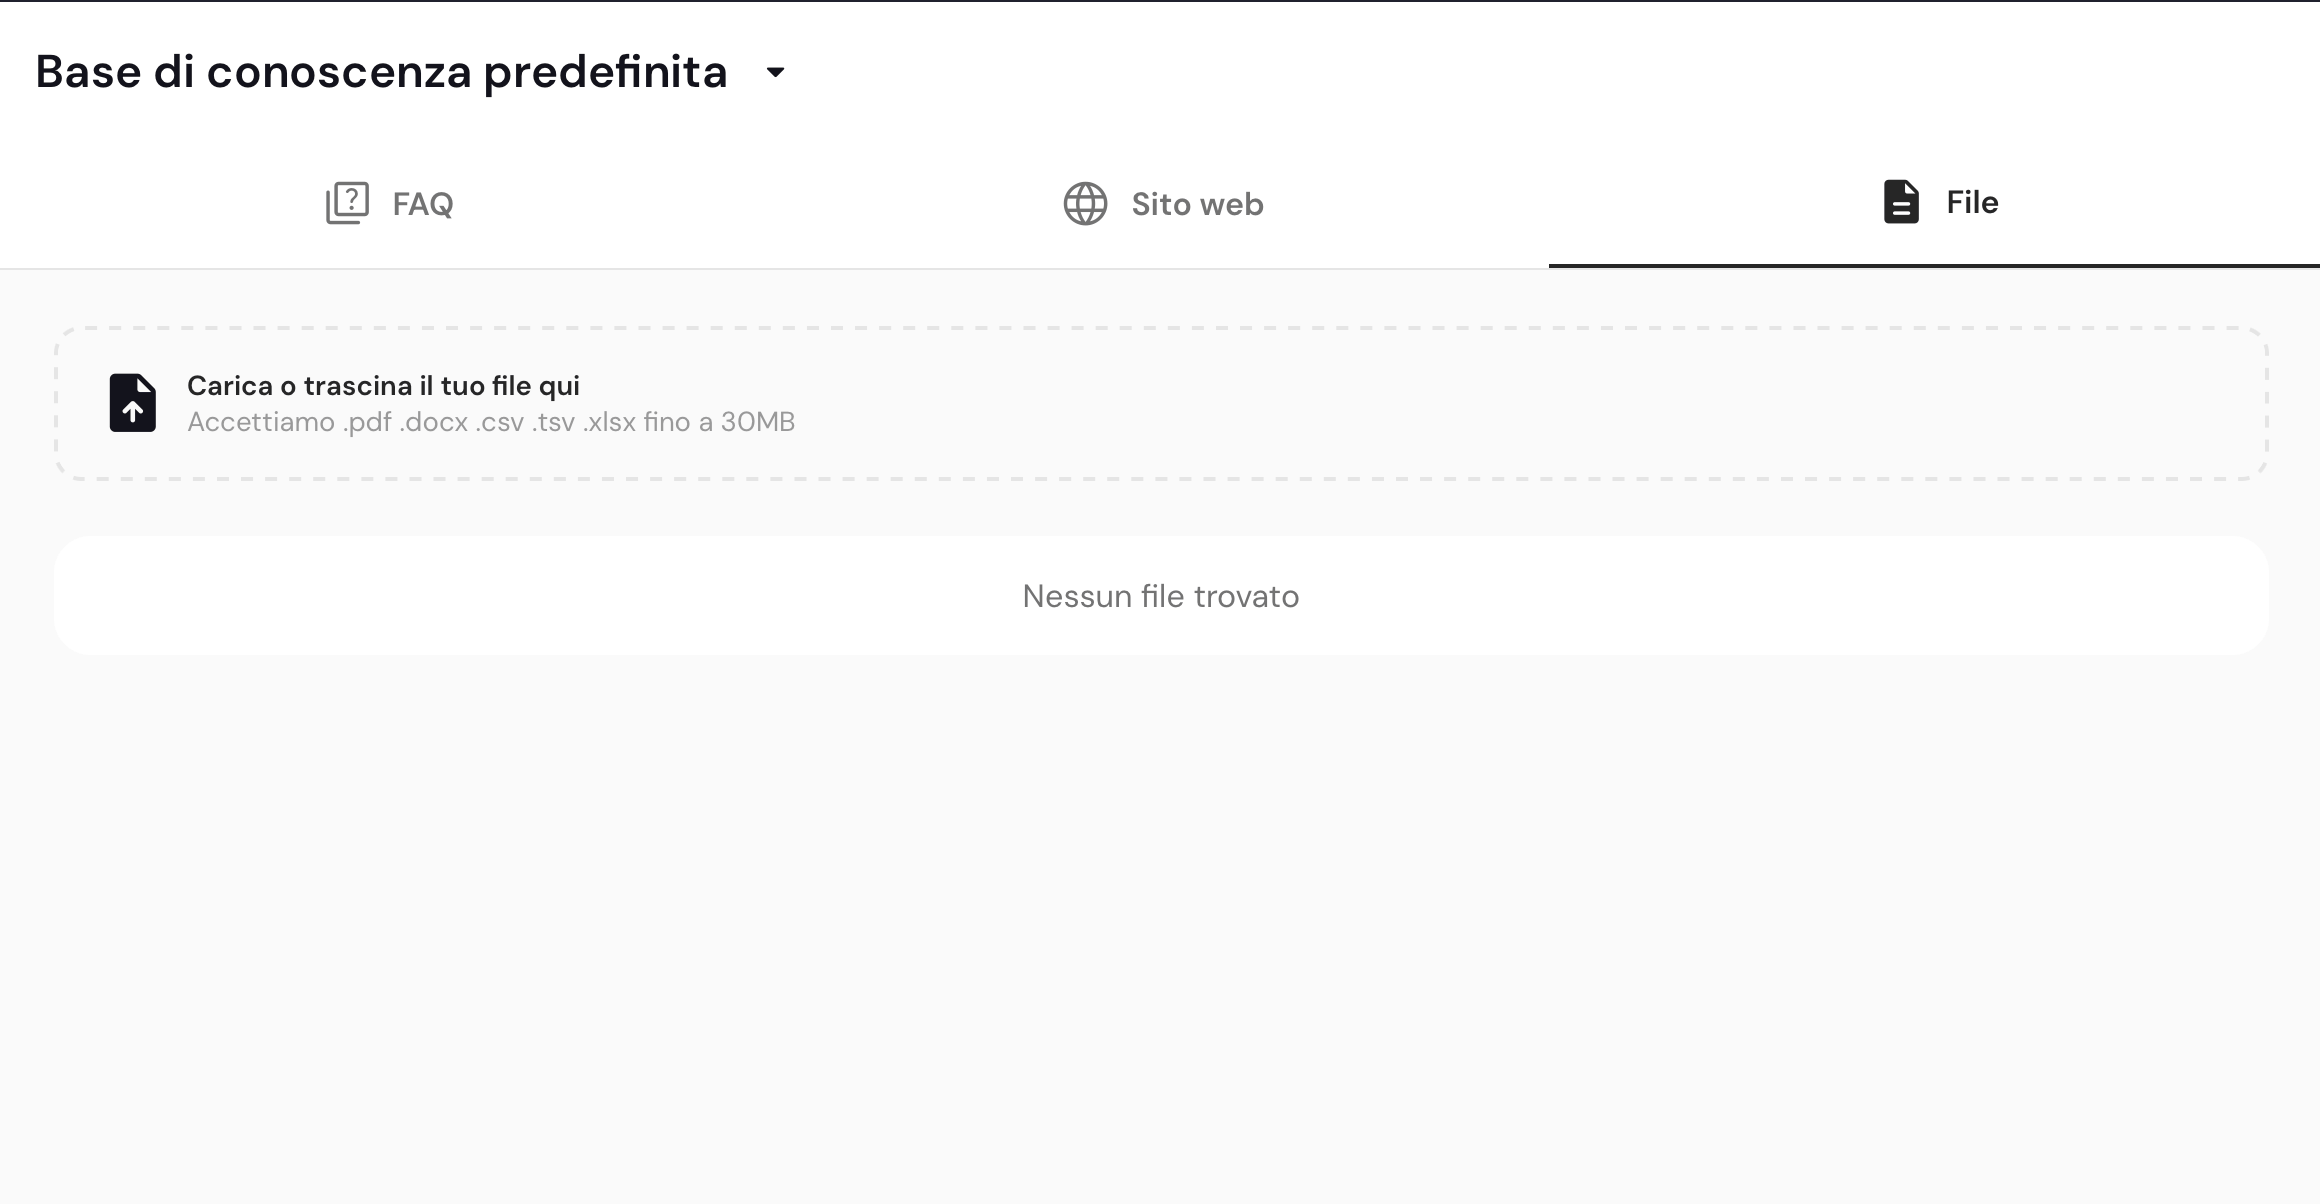 Base di conoscenza predefinita
FAQ
Sito web
File
Carica o trascina il tuo file qui
Accettiamo .pdf .docx .csv .tsv .xlsx fino a 30MB
Nessun file trovato